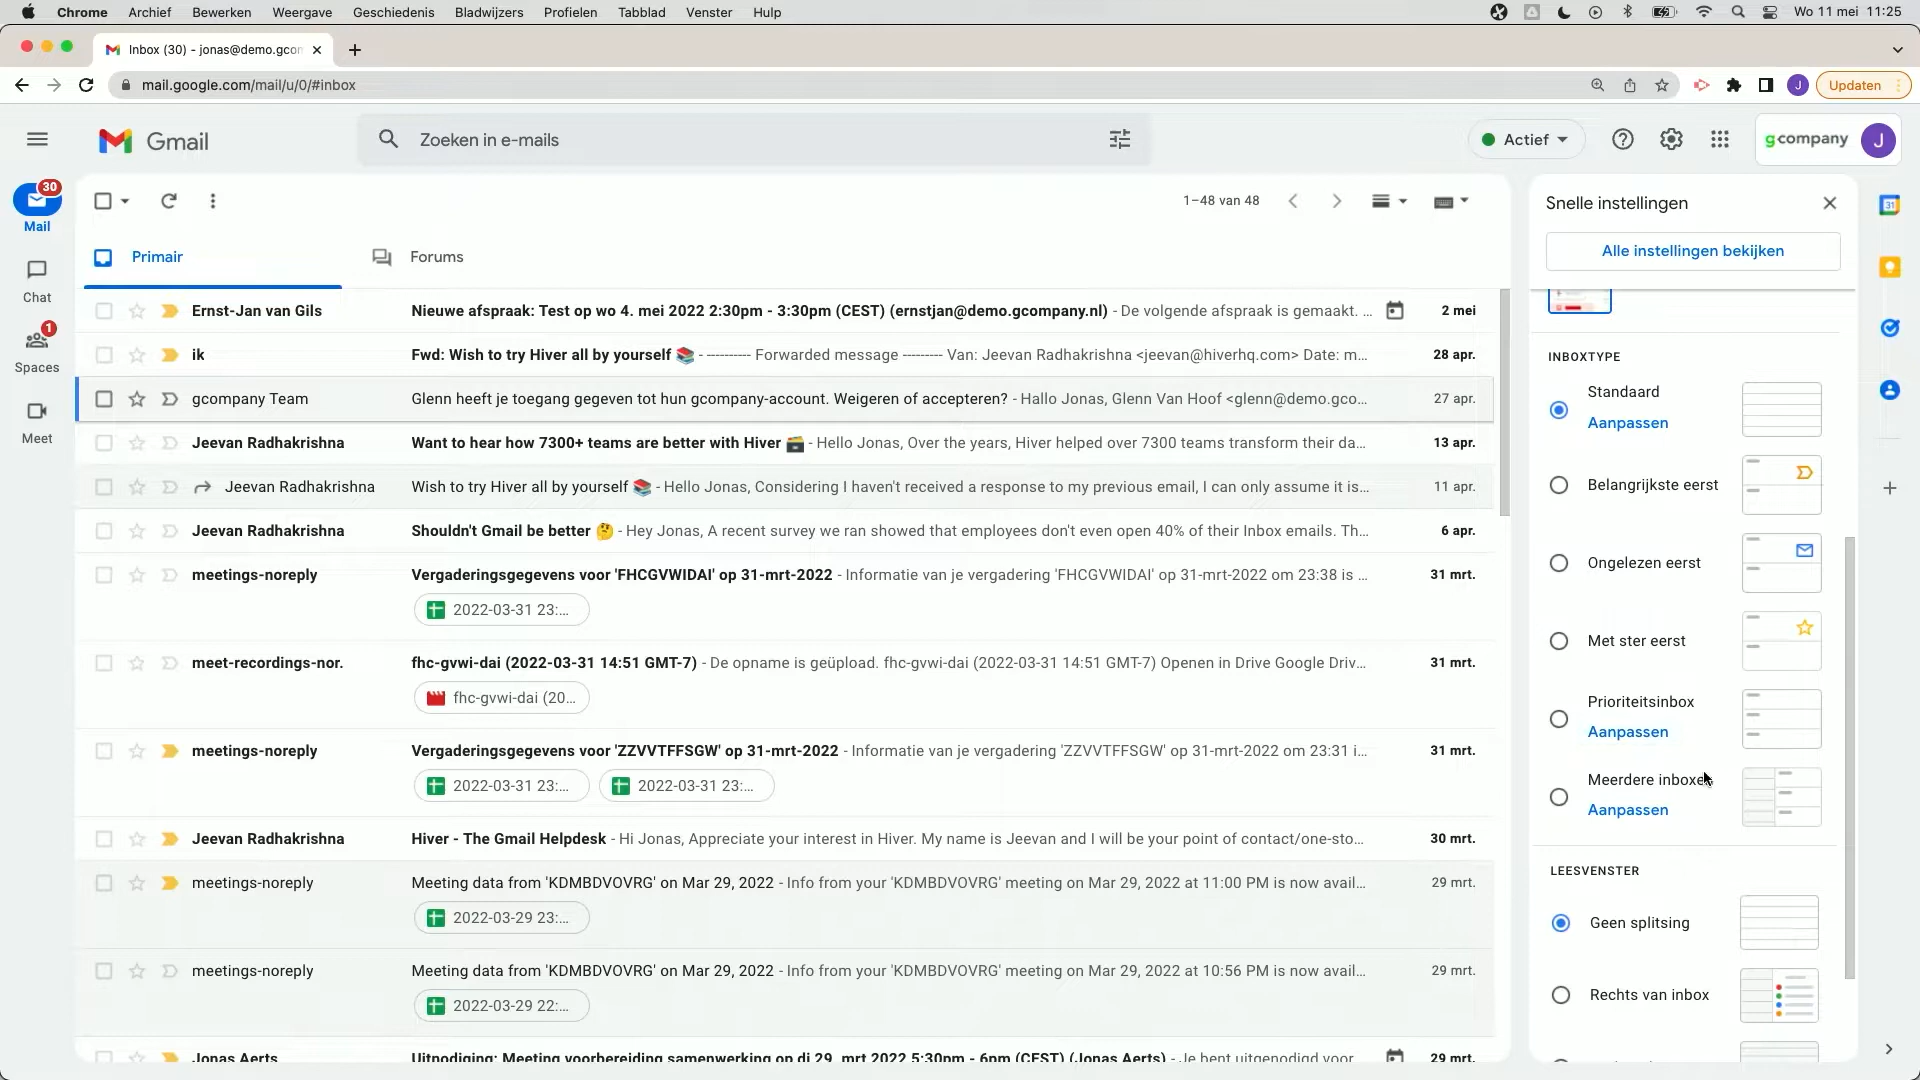 Chrome Archief Bewerken Weergave Geschiedenis Bladwijzers Profielen Tabblad Venster Hulp Wo 11 mei 11:25
Inbox (30) - jonas@demo.gcom
mail.google.com/mail/u/0/#inbox J Updaten
Gmail Zoeken in e-mails Actief gcompany J
30
Mail
Chat
1
Spaces
Meet
1–48 van 48
Primair Forums
Ernst-Jan van Gils Nieuwe afspraak: Test op wo 4. mei 2022 2:30pm - 3:30pm (CEST) (ernstjan@demo.gcompany.nl) - De volgende afspraak is gemaakt. ... 2 mei
ik Fwd: Wish to try Hiver all by yourself 📚 - ---------- Forwarded message --------- Van: Jeevan Radhakrishna <jeevan@hiverhq.com> Date: m... 28 apr.
gcompany Team Glenn heeft je toegang gegeven tot hun gcompany-account. Weigeren of accepteren? - Hallo Jonas, Glenn Van Hoof <glenn@demo.gco... 27 apr.
Jeevan Radhakrishna Want to hear how 7300+ teams are better with Hiver 🗃️ - Hello Jonas, Over the years, Hiver helped over 7300 teams transform their da... 13 apr.
Jeevan Radhakrishna Wish to try Hiver all by yourself 📚 - Hello Jonas, Considering I haven't received a response to my previous email, I can only assume it is... 11 apr.
Jeevan Radhakrishna Shouldn't Gmail be better 🤔 - Hey Jonas, A recent survey we ran showed that employees don't even open 40% of their Inbox emails. Th... 6 apr.
meetings-noreply Vergaderingsgegevens voor 'FHCGVWIDAI' op 31-mrt-2022 - Informatie van je vergadering 'FHCGVWIDAI' op 31-mrt-2022 om 23:38 is ... 31 mrt.
2022-03-31 23:...
meet-recordings-nor. fhc-gvwi-dai (2022-03-31 14:51 GMT-7) - De opname is geüpload. fhc-gvwi-dai (2022-03-31 14:51 GMT-7) Openen in Drive Google Driv... 31 mrt.
fhc-gvwi-dai (20...
meetings-noreply Vergaderingsgegevens voor 'ZZVVTFFSGW' op 31-mrt-2022 - Informatie van je vergadering 'ZZVVTFFSGW' op 31-mrt-2022 om 23:31 i... 31 mrt.
2022-03-31 23:... 2022-03-31 23:...
Jeevan Radhakrishna Hiver - The Gmail Helpdesk - Hi Jonas, Appreciate your interest in Hiver. My name is Jeevan and I will be your point of contact/one-sto... 30 mrt.
meetings-noreply Meeting data from 'KDMBDVOVRG' on Mar 29, 2022 - Info from your 'KDMBDVOVRG' meeting on Mar 29, 2022 at 11:00 PM is now avail... 29 mrt.
2022-03-29 23:...
meetings-noreply Meeting data from 'KDMBDVOVRG' on Mar 29, 2022 - Info from your 'KDMBDVOVRG' meeting on Mar 29, 2022 at 10:56 PM is now avail... 29 mrt.
2022-03-29 22:...
Jonas Aerts Uitnodiging: Meeting voorbereiding samenwerking op di 29. mrt 2022 5:30pm - 6pm (CEST) (Jonas Aerts) - Je bent uitgenodigd voor 29 mrt.
Snelle instellingen
Alle instellingen bekijken
INBOXTYPE
Standaard
Aanpassen
Belangrijkste eerst
Ongelezen eerst
Met ster eerst
Prioriteitsinbox
Aanpassen
Meerdere inboxe
Aanpassen
LEESVENSTER
Geen splitsing
Rechts van inbox
31